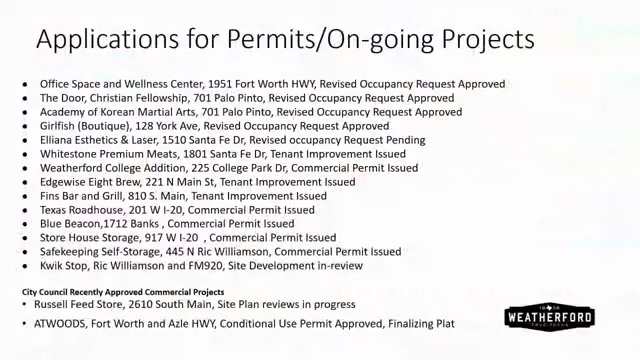 Applications for Permits/On-going Projects
• Office Space and Wellness Center, 1951 Fort Worth HWY, Revised Occupancy Request Approved
• The Door, Christian Fellowship, 701 Palo Pinto, Revised Occupancy Request Approved
• Academy of Korean Martial Arts, 701 Palo Pinto, Revised Occupancy Request Approved
• Girlfish (Boutique), 128 York Ave, Revised Occupancy Request Approved
• Elliana Esthetics & Laser, 1510 Santa Fe Dr, Revised occupancy Request Pending
• Whitestone Premium Meats, 1801 Santa Fe Dr, Tenant Improvement Issued
• Weatherford College Addition, 225 College Park Dr, Commercial Permit Issued
• Edgewise Eight Brew, 221 N Main St, Tenant Improvement Issued
• Fins Bar and Grill, 810 S. Main, Tenant Improvement Issued
• Texas Roadhouse, 201 W I-20, Commercial Permit Issued
• Blue Beacon,1712 Banks , Commercial Permit Issued
• Store House Storage, 917 W I-20 , Commercial Permit Issued
• Safekeeping Self-Storage, 445 N Ric Williamson, Commercial Permit Issued
• Kwik Stop, Ric Williamson and FM920, Site Development in-review
City Council Recently Approved Commercial Projects
• Russell Feed Store, 2610 South Main, Site Plan reviews in progress
• ATWOODS, Fort Worth and Azle HWY, Conditional Use Permit Approved, Finalizing Plat
WEATHERFORD
TRUE TEXAS